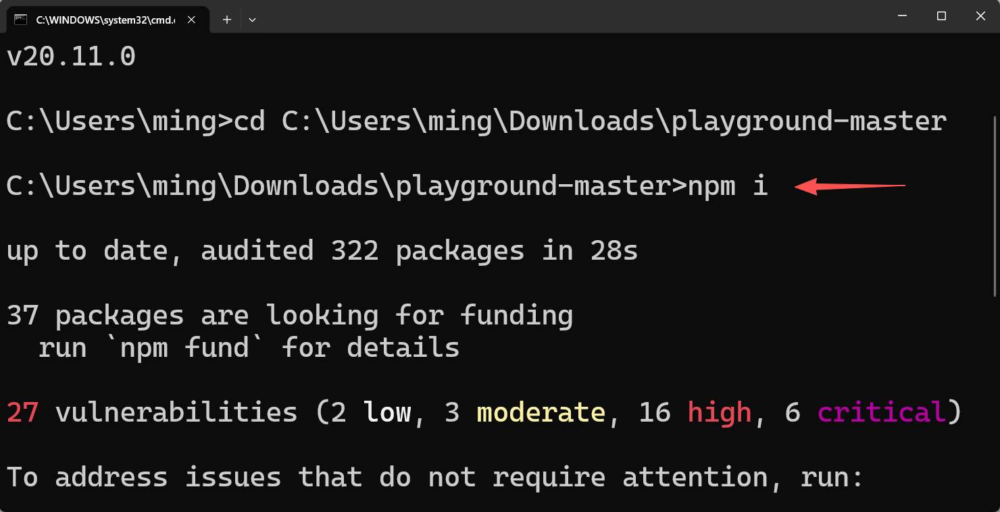 C:\WINDOWS\system32\cmd.e
v20.11.0
C:\Users\ming>cd C:\Users\ming\Downloads\playground-master
C:\Users\ming\Downloads\playground-master>npm i
up to date, audited 322 packages in 28s
37 packages are looking for funding
run `npm fund` for details
27 vulnerabilities (2 low, 3 moderate, 16 high, 6 critical)
To address issues that do not require attention, run: